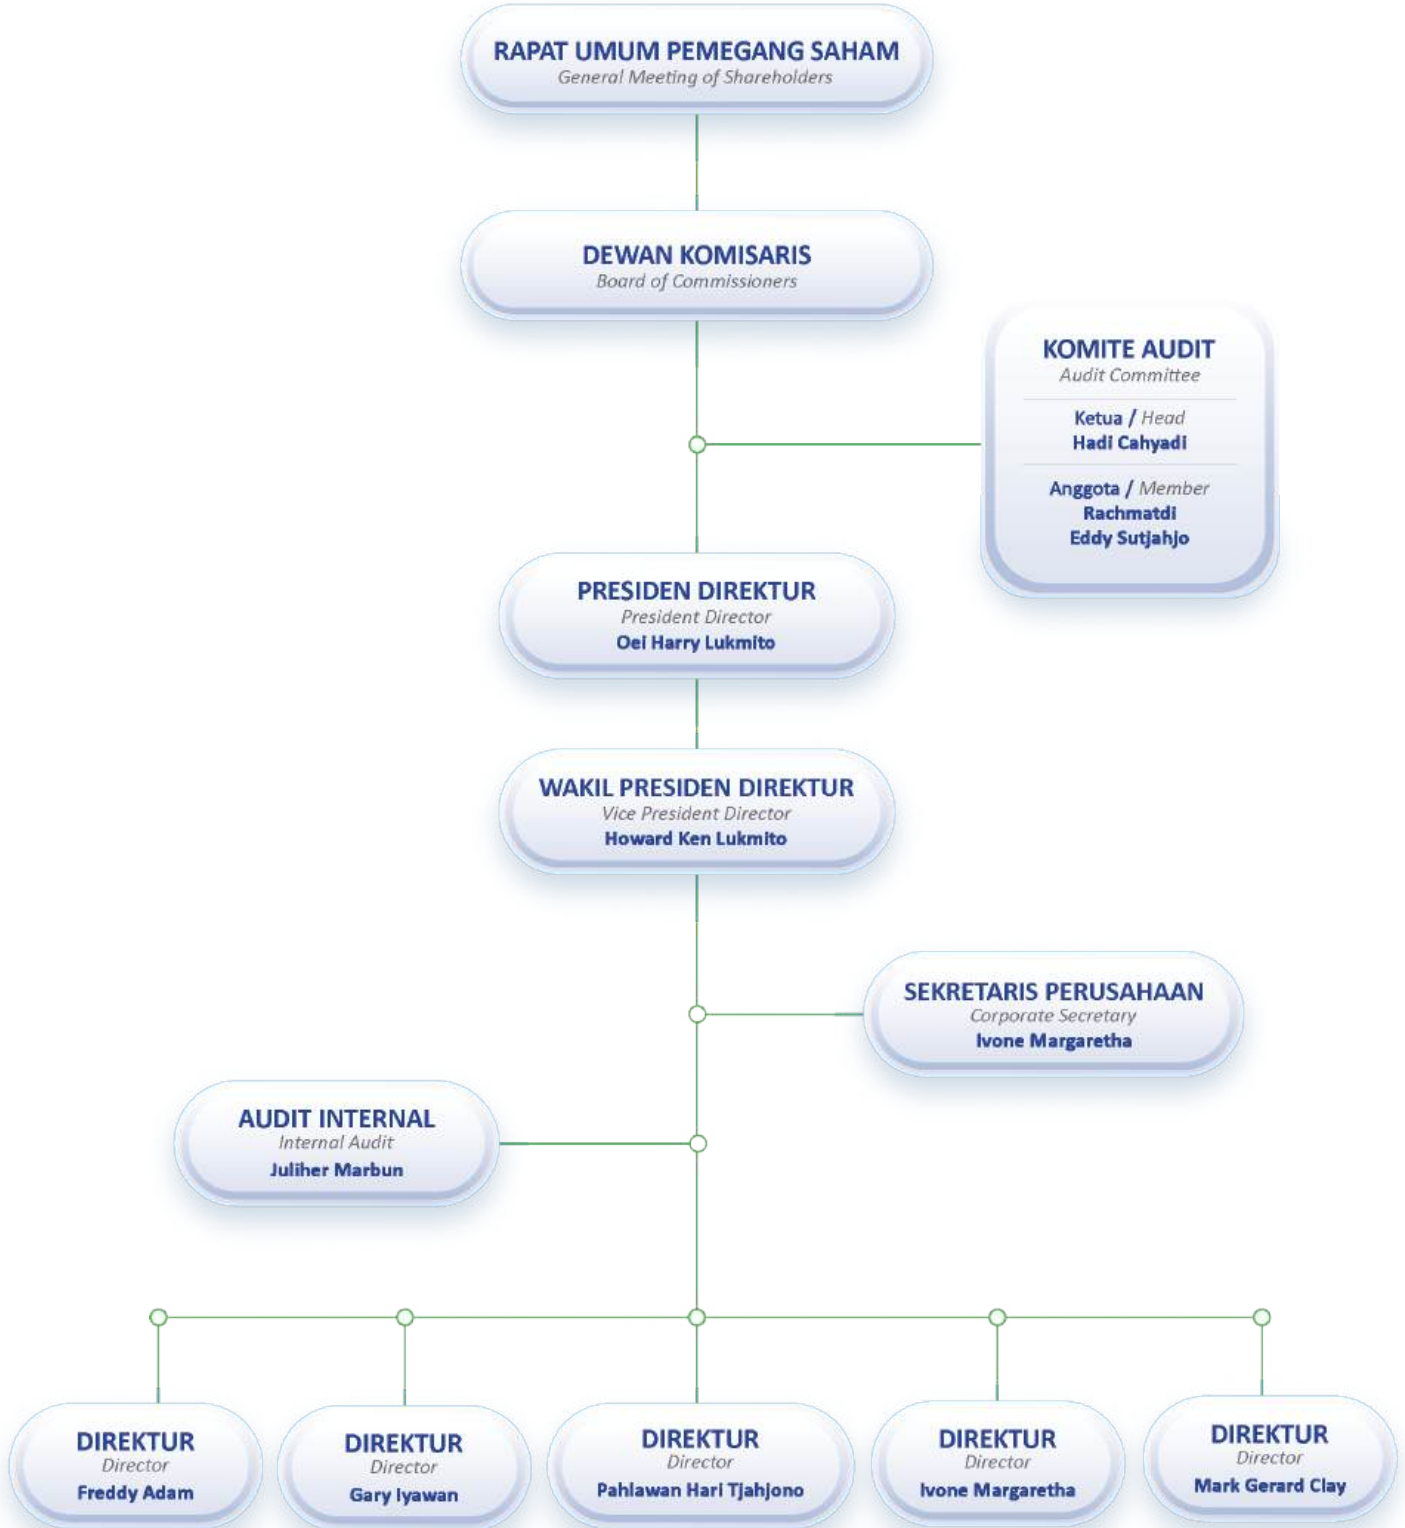 RAPAT UMUM PEMEGANG SAHAM
General Meeting of Shareholders
DEWAN KOMISARIS
Board of Commissioners
KOMITE AUDIT
Audit Committee
Ketua / Head
Hadi Cahyadi
Anggota / Member
Rachmatdi
Eddy Sutjahjo
PRESIDEN DIREKTUR
President Director
Oei Harry Lukmito
WAKIL PRESIDEN DIREKTUR
Vice President Director
Howard Ken Lukmito
SEKRETARIS PERUSAHAAN
Corporate Secretary
Ivone Margaretha
AUDIT INTERNAL
Internal Audit
Juliher Marbun
DIREKTUR
Director
Freddy Adam
DIREKTUR
Director
Gary Iyawan
DIREKTUR
Director
Pahlawan Hari Tjahjono
DIREKTUR
Director
Ivone Margaretha
DIREKTUR
Director
Mark Gerard Clay